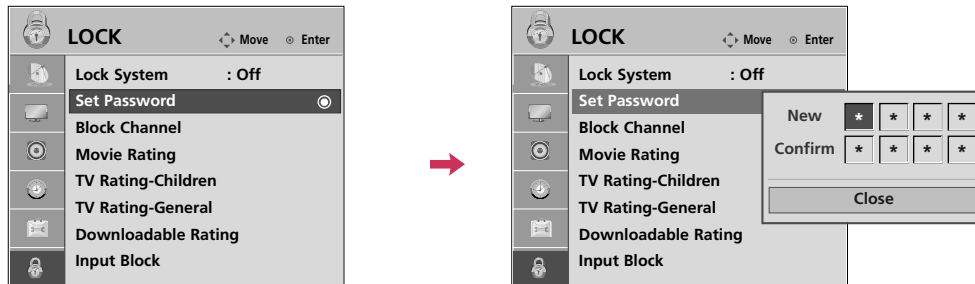 LOCK Move Enter
Lock System : Off
Set Password
Block Channel
Movie Rating
TV Rating-Children
TV Rating-General
Downloadable Rating
Input Block
LOCK Move Enter
Lock System : Off
Set Password
Block Channel
Movie Rating
TV Rating-Children
TV Rating-General
Downloadable Rating
Input Block
New * * * *
Confirm * * * *
Close